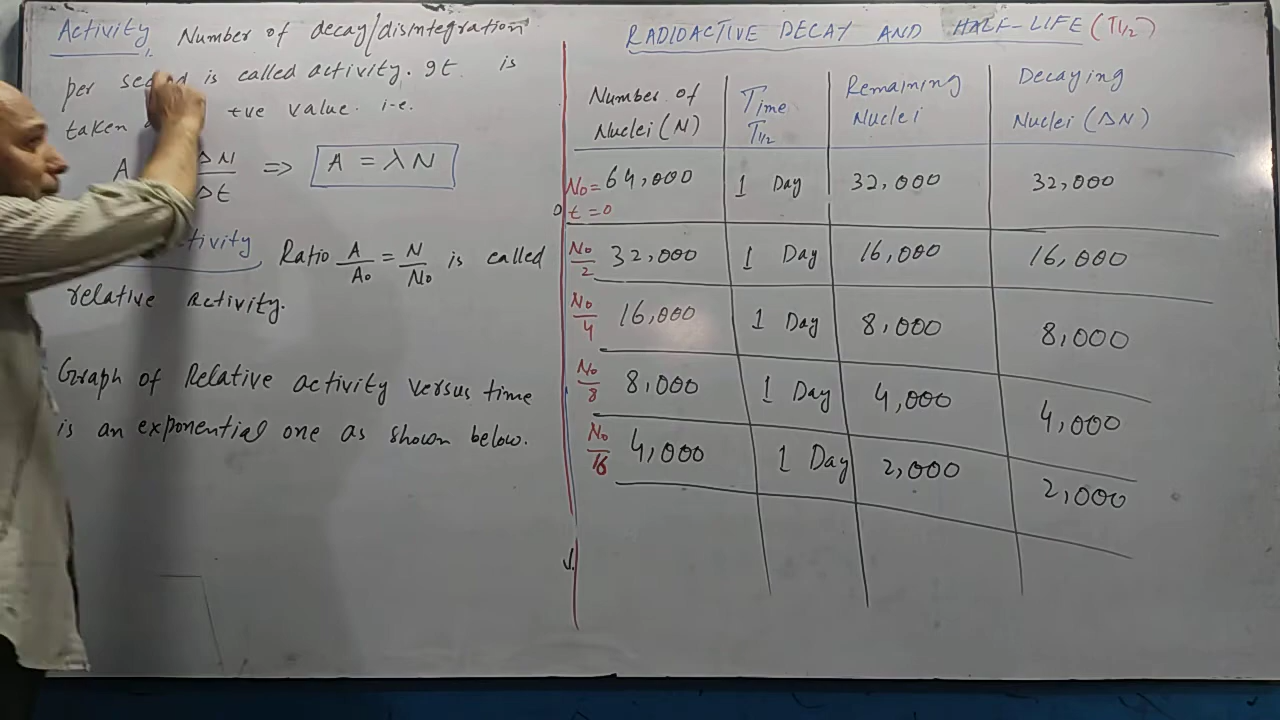 Activity Number of decay/disintegration
per second is called activity. It is
taken +ve value. i-e.
A ΔN/Δt => A = λN
tivity Ratio A/A₀ = N/N₀ is called
relative activity.
Graph of Relative activity versus time
is an exponential one as shown below.
RADIOACTIVE DECAY AND HALF-LIFE (T1/2)
Number of Nuclei (N) Time T1/2 Remaining Nuclei Decaying Nuclei (ΔN)
N₀ = 64,000 1 Day 32,000 32,000
t = 0
N₀/2 32,000 1 Day 16,000 16,000
N₀/4 16,000 1 Day 8,000 8,000
N₀/8 8,000 1 Day 4,000 4,000
N₀/16 4,000 1 Day 2,000 2,000